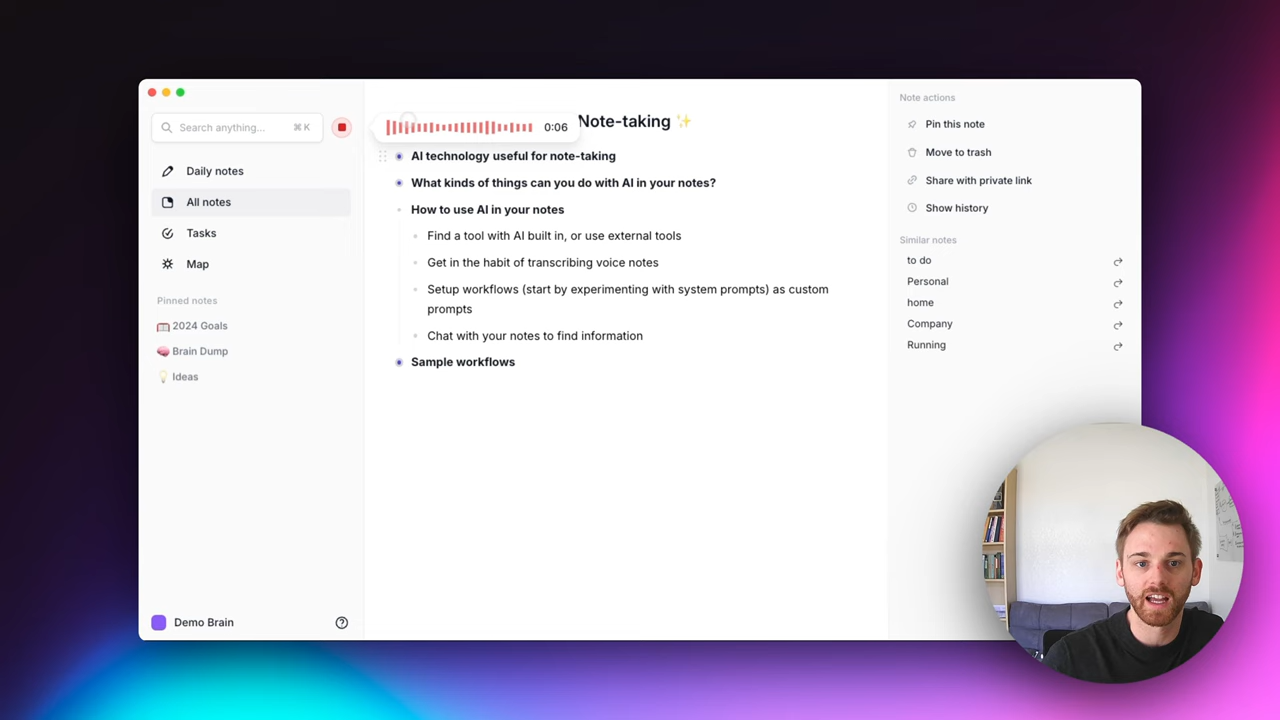 Search anything...
⌘ K
0:06
Note-taking ✨
Daily notes
All notes
Tasks
Map
Pinned notes
2024 Goals
Brain Dump
Ideas
Demo Brain
AI technology useful for note-taking
What kinds of things can you do with AI in your notes?
How to use AI in your notes
Find a tool with AI built in, or use external tools
Get in the habit of transcribing voice notes
Setup workflows (start by experimenting with system prompts) as custom
prompts
Chat with your notes to find information
Sample workflows
Note actions
Pin this note
Move to trash
Share with private link
Show history
Similar notes
to do
Personal
home
Company
Running